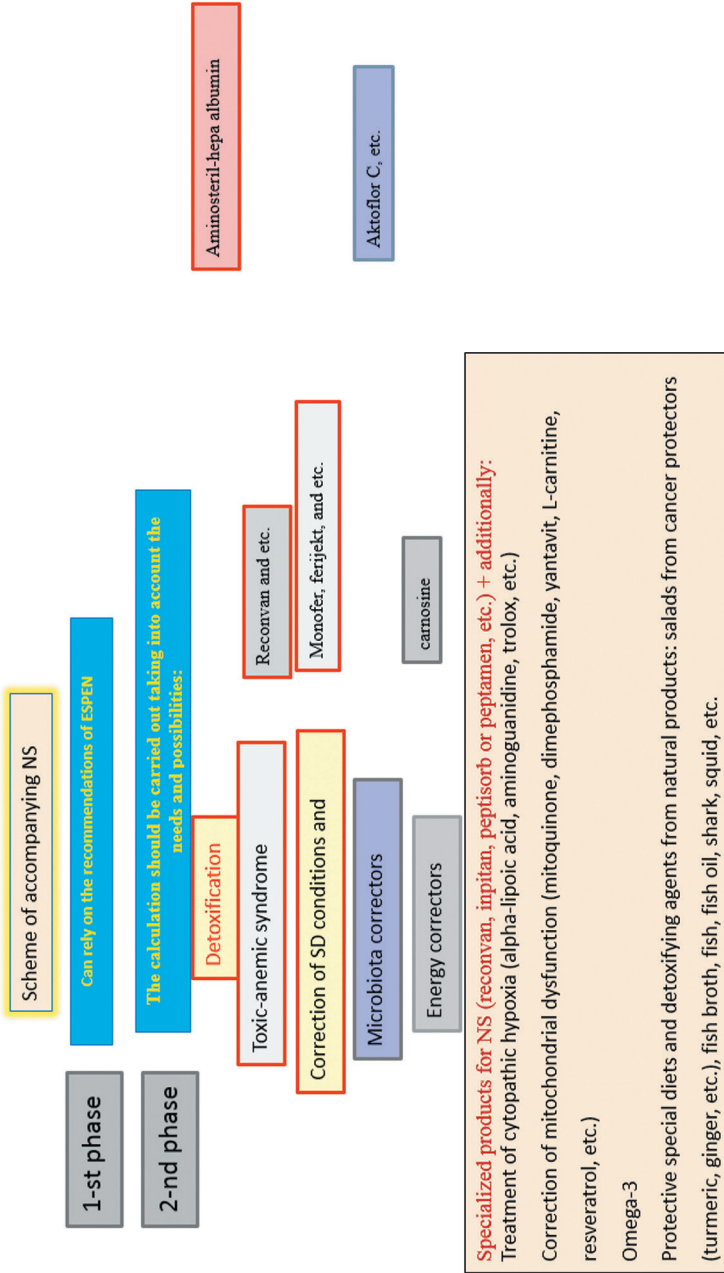 Scheme of accompanying NS
1-st phase
Can rely on the recommendations of ESPEN
2-nd phase
The calculation should be carried out taking into account the
needs and possibilities:
Detoxification
Aminosteril-hepa albumin
Toxic-anemic syndrome
Reconvan and etc.
Correction of SD conditions and
Monofer, ferijekt, and etc.
Microbiota correctors
Aktoflor C, etc.
Energy correctors
carnosine
Specialized products for NS (reconvan, inpitan, peptisorb or peptamen, etc.) + additionally:
Treatment of cytopathic hypoxia (alpha-lipoic acid, aminoguanidine, trolox, etc.)
Correction of mitochondrial dysfunction (mitoquinone, dimephosphamide, yantavit, L-carnitine,
resveratrol, etc.)
Omega-3
Protective special diets and detoxifying agents from natural products: salads from cancer protectors
(turmeric, ginger, etc.), fish broth, fish, fish oil, shark, squid, etc.